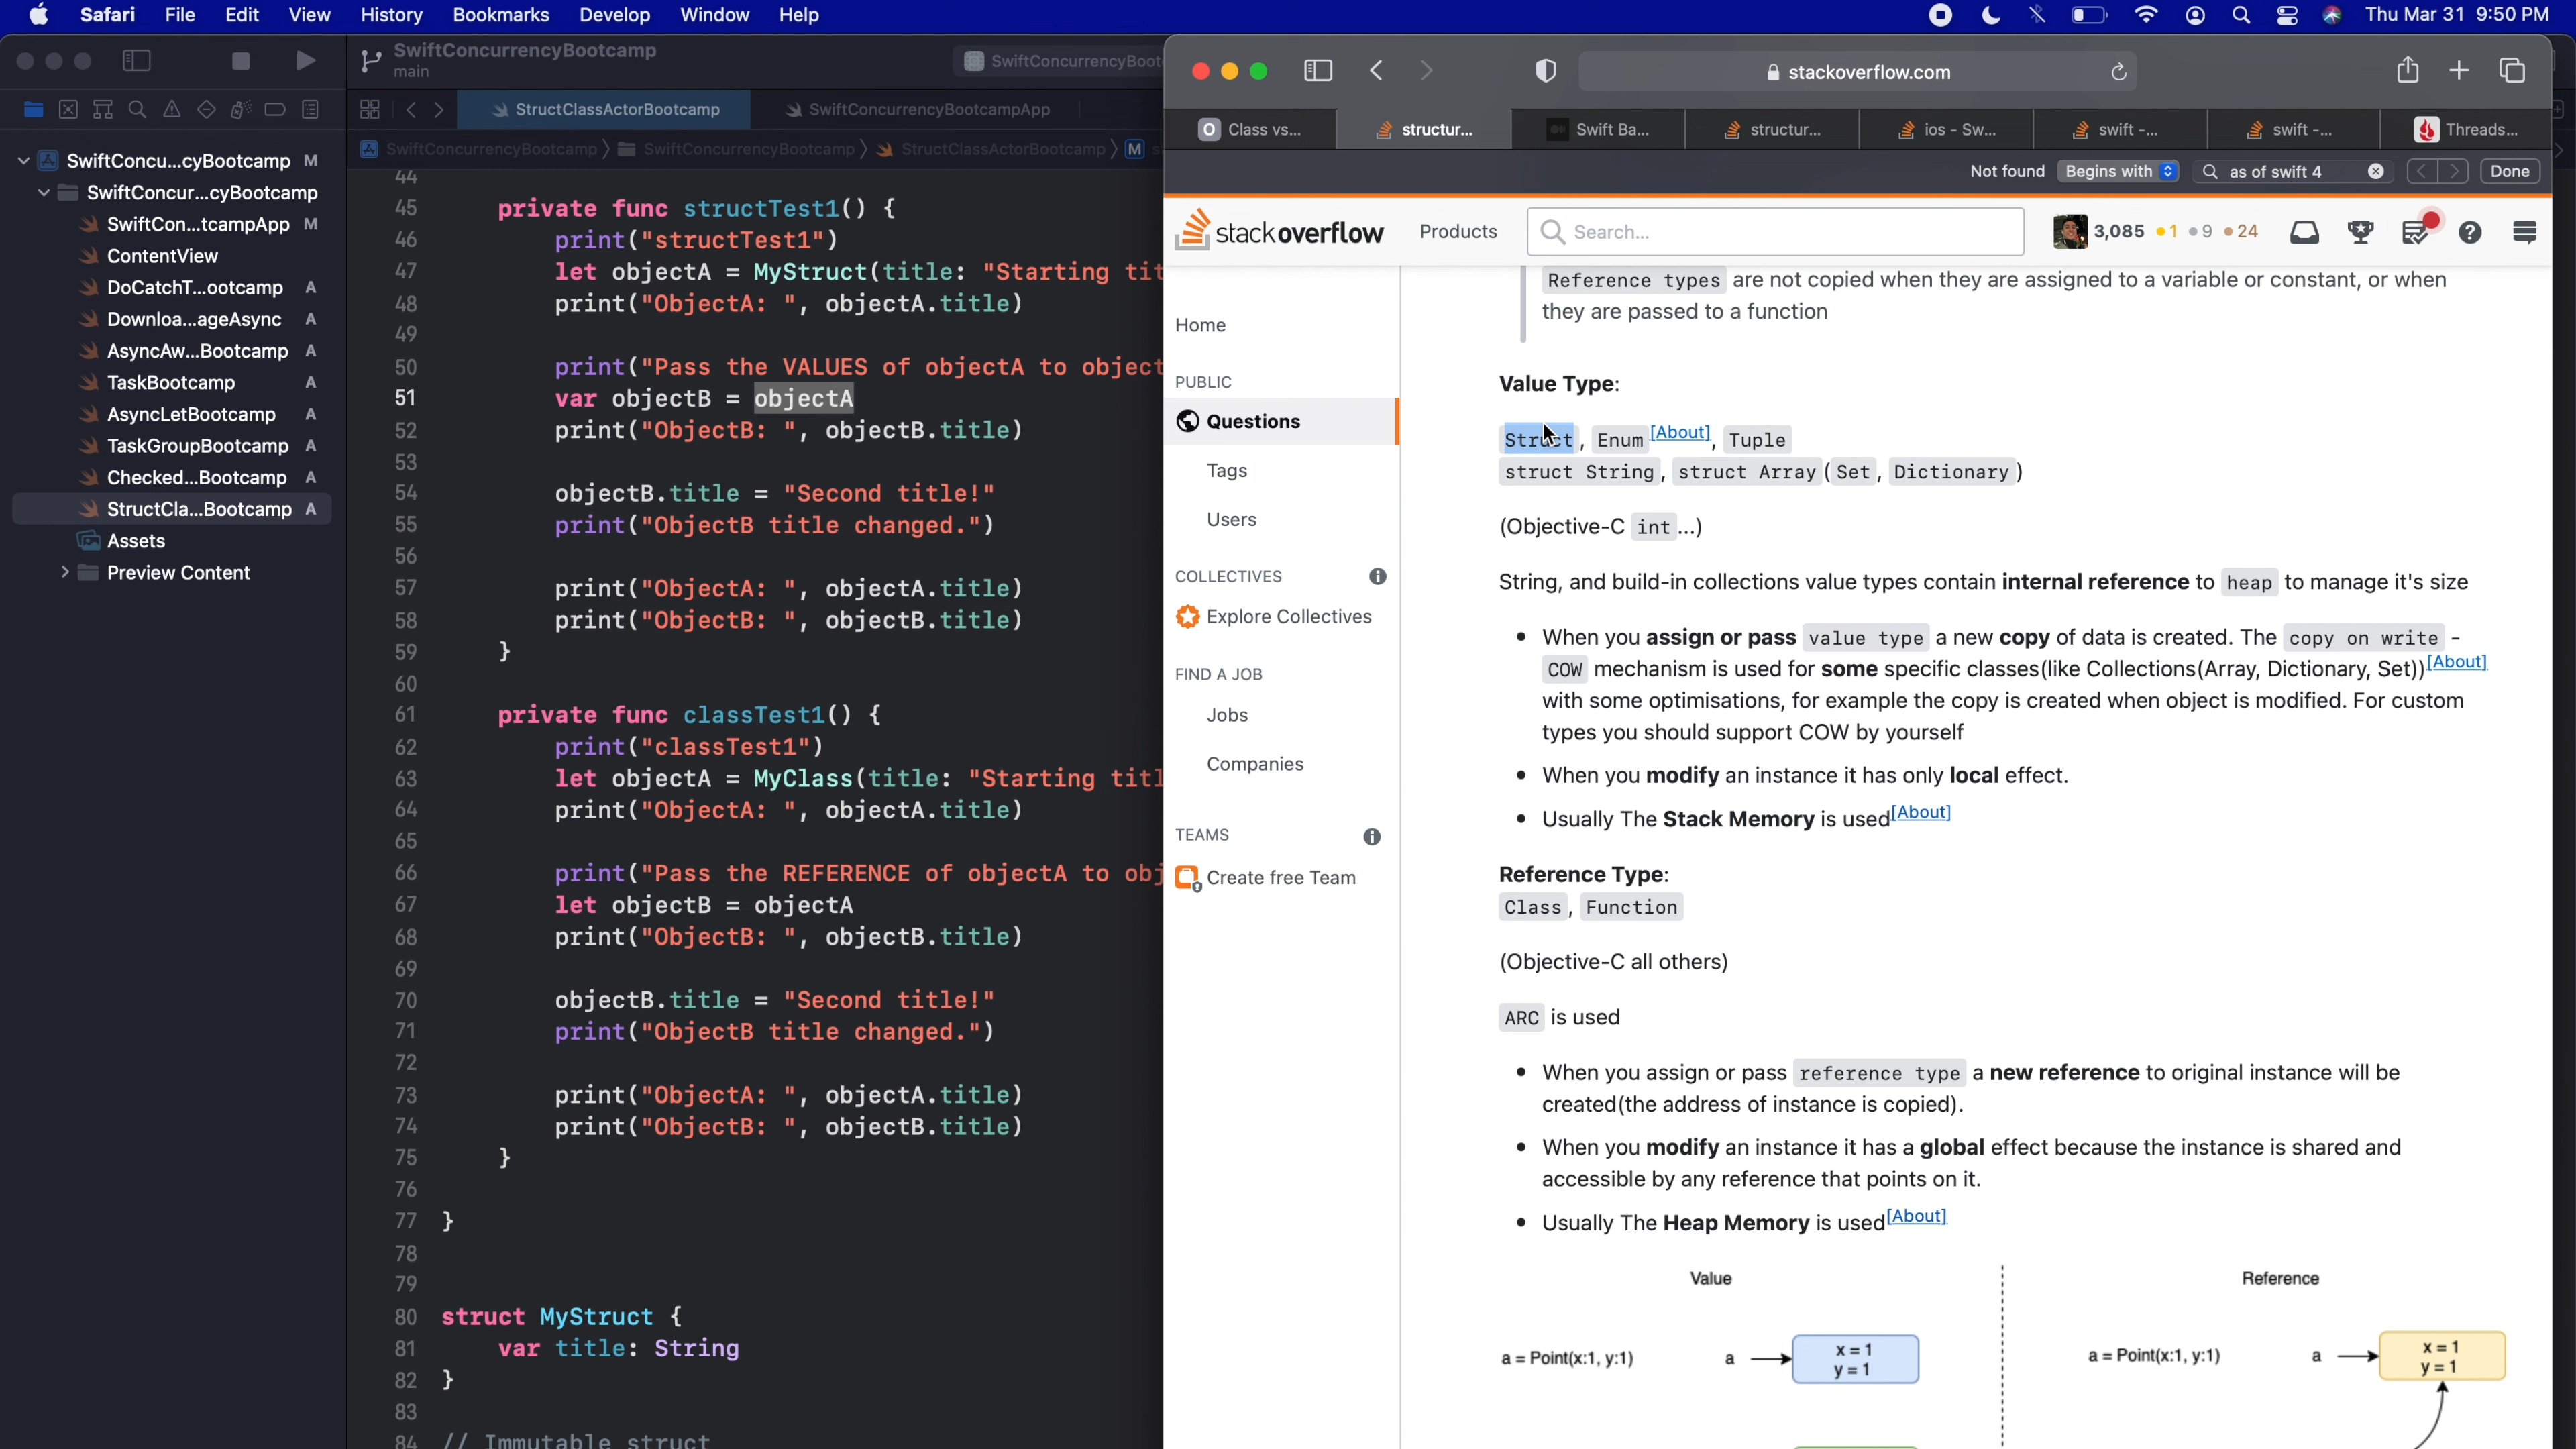 Safari File Edit View History Bookmarks Develop Window Help Thu Mar 31 9:50 PM
SwiftConcurrencyBootcamp
main
SwiftConcurrencyBoot
StructClassActorBootcamp SwiftConcurrencyBootcampApp
SwiftConcurrencyBootcamp SwiftConcurrencyBootcamp StructClassActorBootcamp M
SwiftConcu...cyBootcamp M
SwiftConcur...cyBootcamp
SwiftCon...tcampApp M
ContentView
DoCatchT...ootcamp A
Downloa...ageAsync A
AsyncAw...Bootcamp A
TaskBootcamp A
AsyncLetBootcamp A
TaskGroupBootcamp A
Checked...Bootcamp A
StructCla...Bootcamp A
Assets
Preview Content
44
45 private func structTest1() {
46 print("structTest1")
47 let objectA = MyStruct(title: "Starting tit
48 print("ObjectA: ", objectA.title)
49
50 print("Pass the VALUES of objectA to object
51 var objectB = objectA
52 print("ObjectB: ", objectB.title)
53
54 objectB.title = "Second title!"
55 print("ObjectB title changed.")
56
57 print("ObjectA: ", objectA.title)
58 print("ObjectB: ", objectB.title)
59 }
60
61 private func classTest1() {
62 print("classTest1")
63 let objectA = MyClass(title: "Starting titl
64 print("ObjectA: ", objectA.title)
65
66 print("Pass the REFERENCE of objectA to obj
67 let objectB = objectA
68 print("ObjectB: ", objectB.title)
69
70 objectB.title = "Second title!"
71 print("ObjectB title changed.")
72
73 print("ObjectA: ", objectA.title)
74 print("ObjectB: ", objectB.title)
75 }
76
77 }
78
79
80 struct MyStruct {
81 var title: String
82 }
83
84 // Immutable struct
stackoverflow.com
O Class vs... structur... Swift Ba... structur... ios - Sw... swift -... swift -... Threads...
Not found Begins with as of swift 4 Done
stackoverflow Products Search... 3,085 1 9 24
Home
PUBLIC
Questions
Tags
Users
COLLECTIVES
Explore Collectives
FIND A JOB
Jobs
Companies
TEAMS
Create free Team
Reference types are not copied when they are assigned to a variable or constant, or when
they are passed to a function
Value Type:
Struct, Enum [About], Tuple
struct String, struct Array(Set, Dictionary)
(Objective-C int...)
String, and build-in collections value types contain internal reference to heap to manage it's size
• When you assign or pass value type a new copy of data is created. The copy on write -
COW mechanism is used for some specific classes(like Collections(Array, Dictionary, Set))[About]
with some optimisations, for example the copy is created when object is modified. For custom
types you should support COW by yourself
• When you modify an instance it has only local effect.
• Usually The Stack Memory is used[About]
Reference Type:
Class, Function
(Objective-C all others)
ARC is used
• When you assign or pass reference type a new reference to original instance will be
created(the address of instance is copied).
• When you modify an instance it has a global effect because the instance is shared and
accessible by any reference that points on it.
• Usually The Heap Memory is used[About]
Value Reference
a = Point(x:1, y:1) a x = 1
y = 1
a = Point(x:1, y:1) a x = 1
y = 1